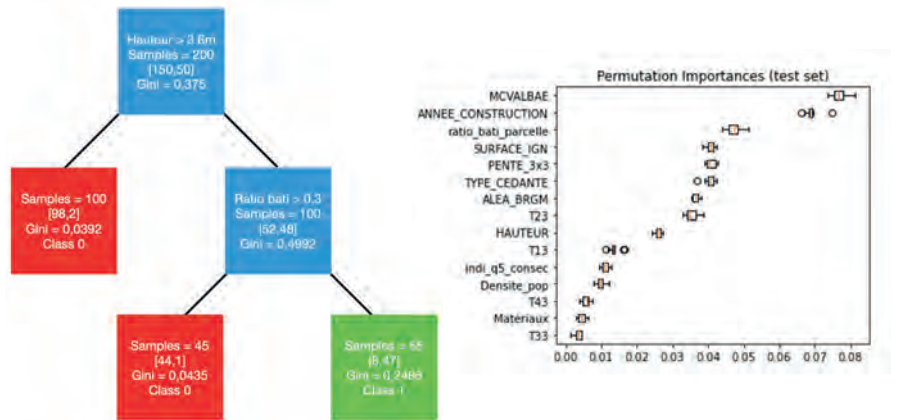 Hauteur > 3.6m
Samples = 200
[150,50]
Gini = 0,375
Samples = 100
[98,2]
Gini = 0,0392
Class 0
Ratio bati > 0.3
Samples = 100
[52,48]
Gini = 0,4992
Samples = 45
[44,1]
Gini = 0,0435
Class 0
Samples = 55
[8,47]
Gini = 0,2486
Class 1
Permutation Importances (test set)
MCVALBAE
ANNEE_CONSTRUCTION
ratio_bati_parcelle
SURFACE_IGN
PENTE_3x3
TYPE_CEDANTE
ALEA_BRGM
T23
HAUTEUR
T13
indi_q5_consec
Densite_pop
T43
Materiaux
T33
0.00 0.01 0.02 0.03 0.04 0.05 0.06 0.07 0.08